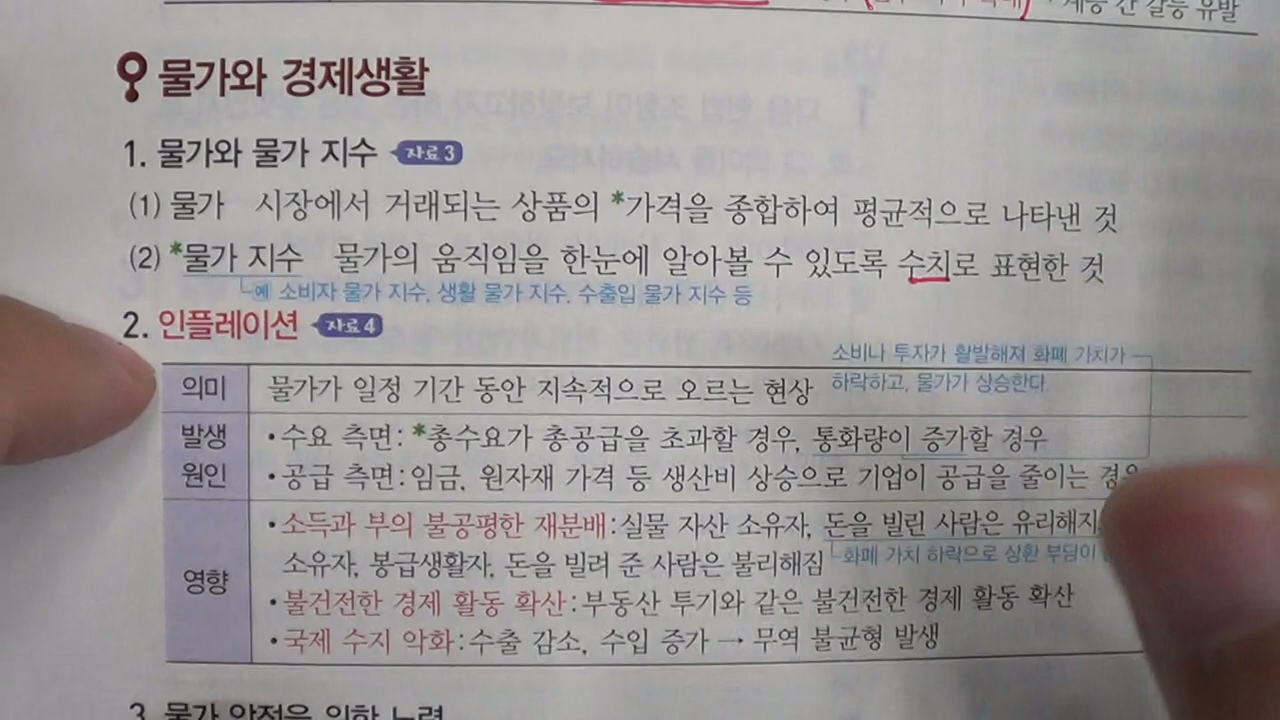 계층 간 갈등 유발
물가와 경제생활
1. 물가와 물가 지수 자료3
(1) 물가 시장에서 거래되는 상품의 *가격을 종합하여 평균적으로 나타낸 것
(2) *물가 지수 물가의 움직임을 한눈에 알아볼 수 있도록 수치로 표현한 것
예 소비자 물가 지수, 생활 물가 지수, 수출입 물가 지수 등
2. 인플레이션 자료4
소비나 투자가 활발해져 화폐 가치가
하락하고, 물가가 상승한다.
의미 물가가 일정 기간 동안 지속적으로 오르는 현상
발생 •수요 측면: *총수요가 총공급을 초과할 경우, 통화량이 증가할 경우
원인 •공급 측면: 임금, 원자재 가격 등 생산비 상승으로 기업이 공급을 줄이는 경우
영향
•소득과 부의 불공평한 재분배: 실물 자산 소유자, 돈을 빌린 사람은 유리해지
소유자, 봉급생활자, 돈을 빌려 준 사람은 불리해짐
화폐 가치 하락으로 상환 부담이
•불건전한 경제 활동 확산: 부동산 투기와 같은 불건전한 경제 활동 확산
•국제 수지 악화: 수출 감소, 수입 증가 → 무역 불균형 발생
3. 물가 안정을 위한 노력